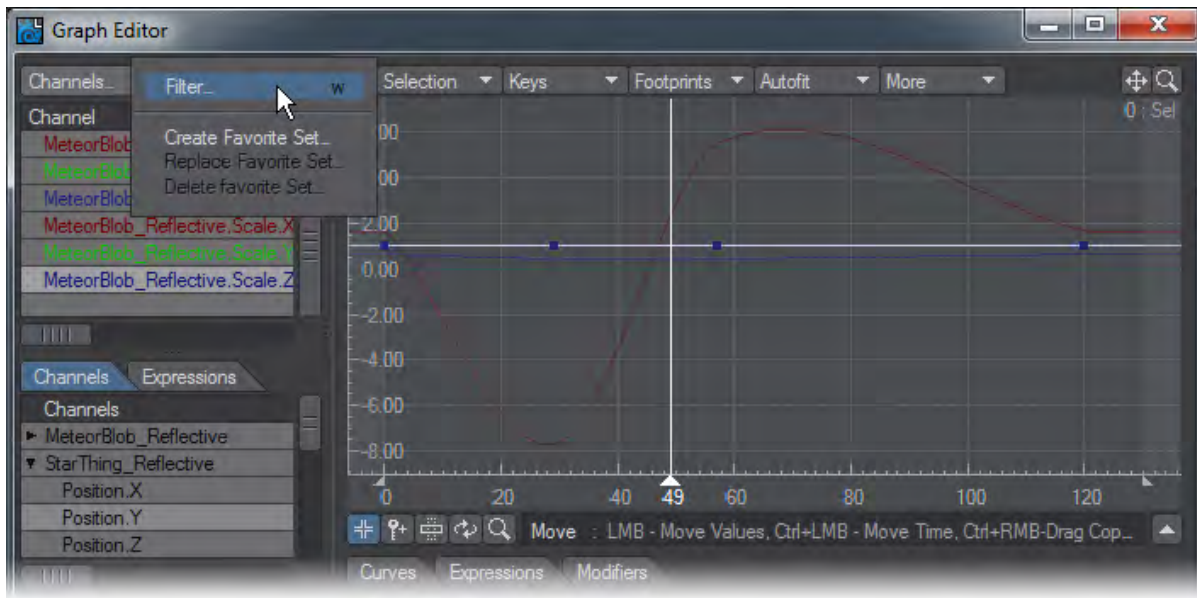 Graph Editor
Channels...
Selection
Keys
Footprints
Autofit
More
Filter... W
Create Favorite Set...
Replace Favorite Set...
Delete favorite Set...
0 : Sel
Channel
MeteorBlob
MeteorBlob
MeteorBlob
MeteorBlob_Reflective.Scale.X
MeteorBlob_Reflective.Scale.Y
MeteorBlob_Reflective.Scale.Z
00
00
2.00
0.00
-2.00
-4.00
-6.00
-8.00
0 20 40 49 60 80 100 120
Channels Expressions
Channels
MeteorBlob_Reflective
StarThing_Reflective
Position.X
Position.Y
Position.Z
Move : LMB - Move Values, Ctrl+LMB - Move Time, Ctrl+RMB-Drag Cop...
Curves Expressions Modifiers